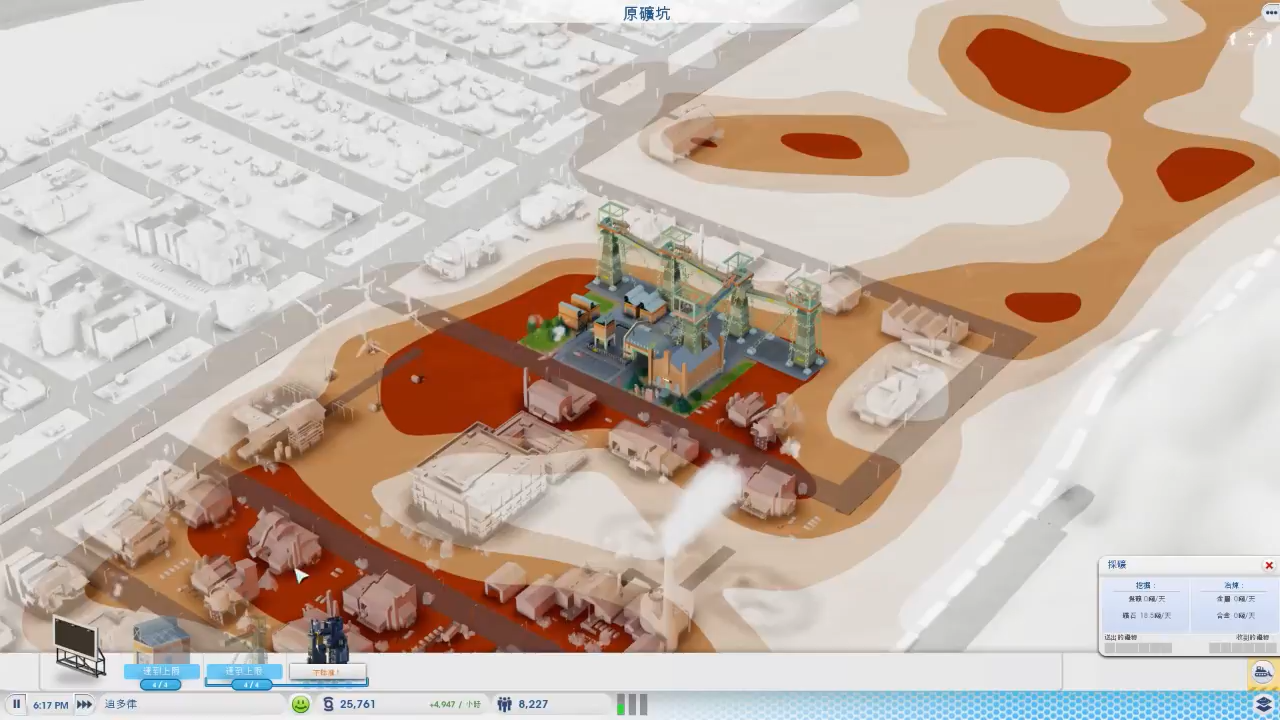 原礦坑
採礦
挖掘：
冶煉：
煤礦 0噸/天
金屬 0噸/天
礦石 18.5噸/天
合金 0噸/天
送出的礦物
收到的礦物
達到上限
達到上限
4 / 4
4 / 4
6:17 PM
迪多律
25,761
+4,947 / 小時
8,227